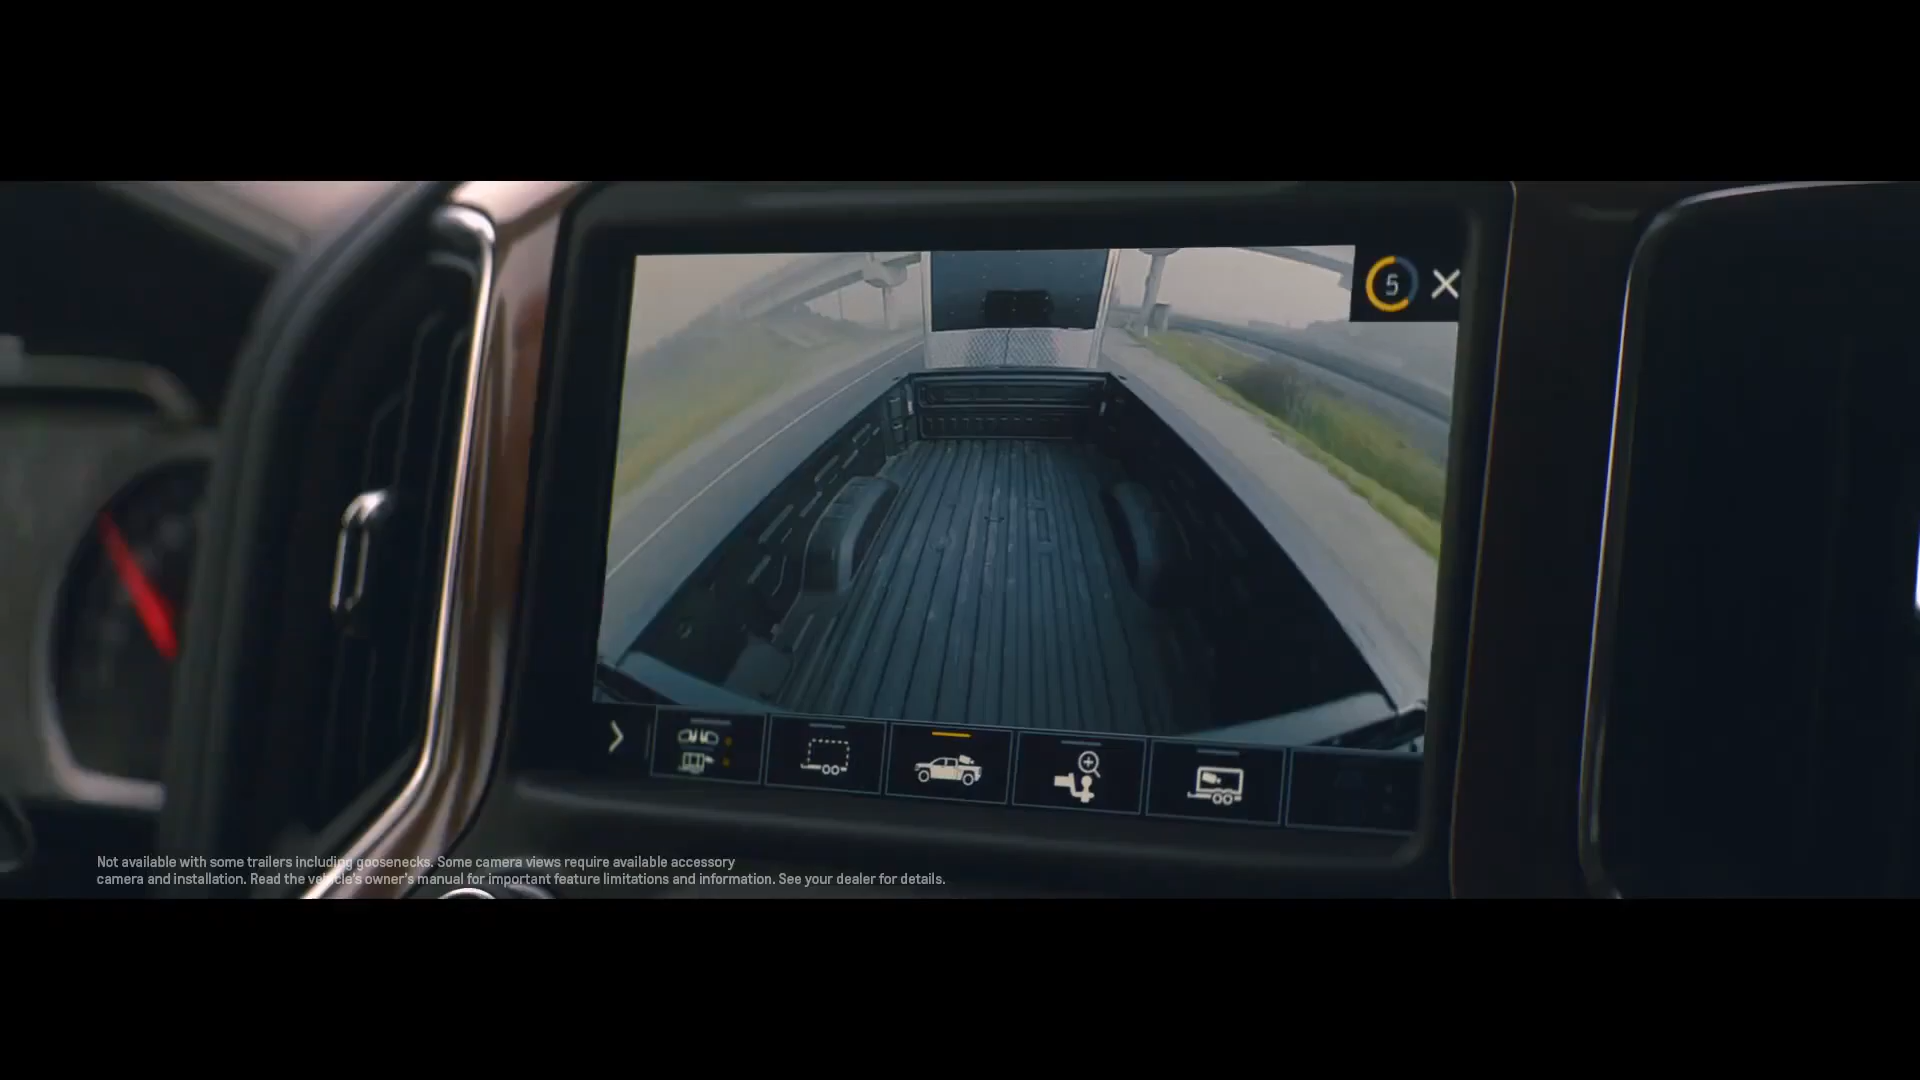 5
Not available with some trailers including goosenecks. Some camera views require available accessory
camera and installation. Read the vehicle's owner's manual for important feature limitations and information. See your dealer for details.